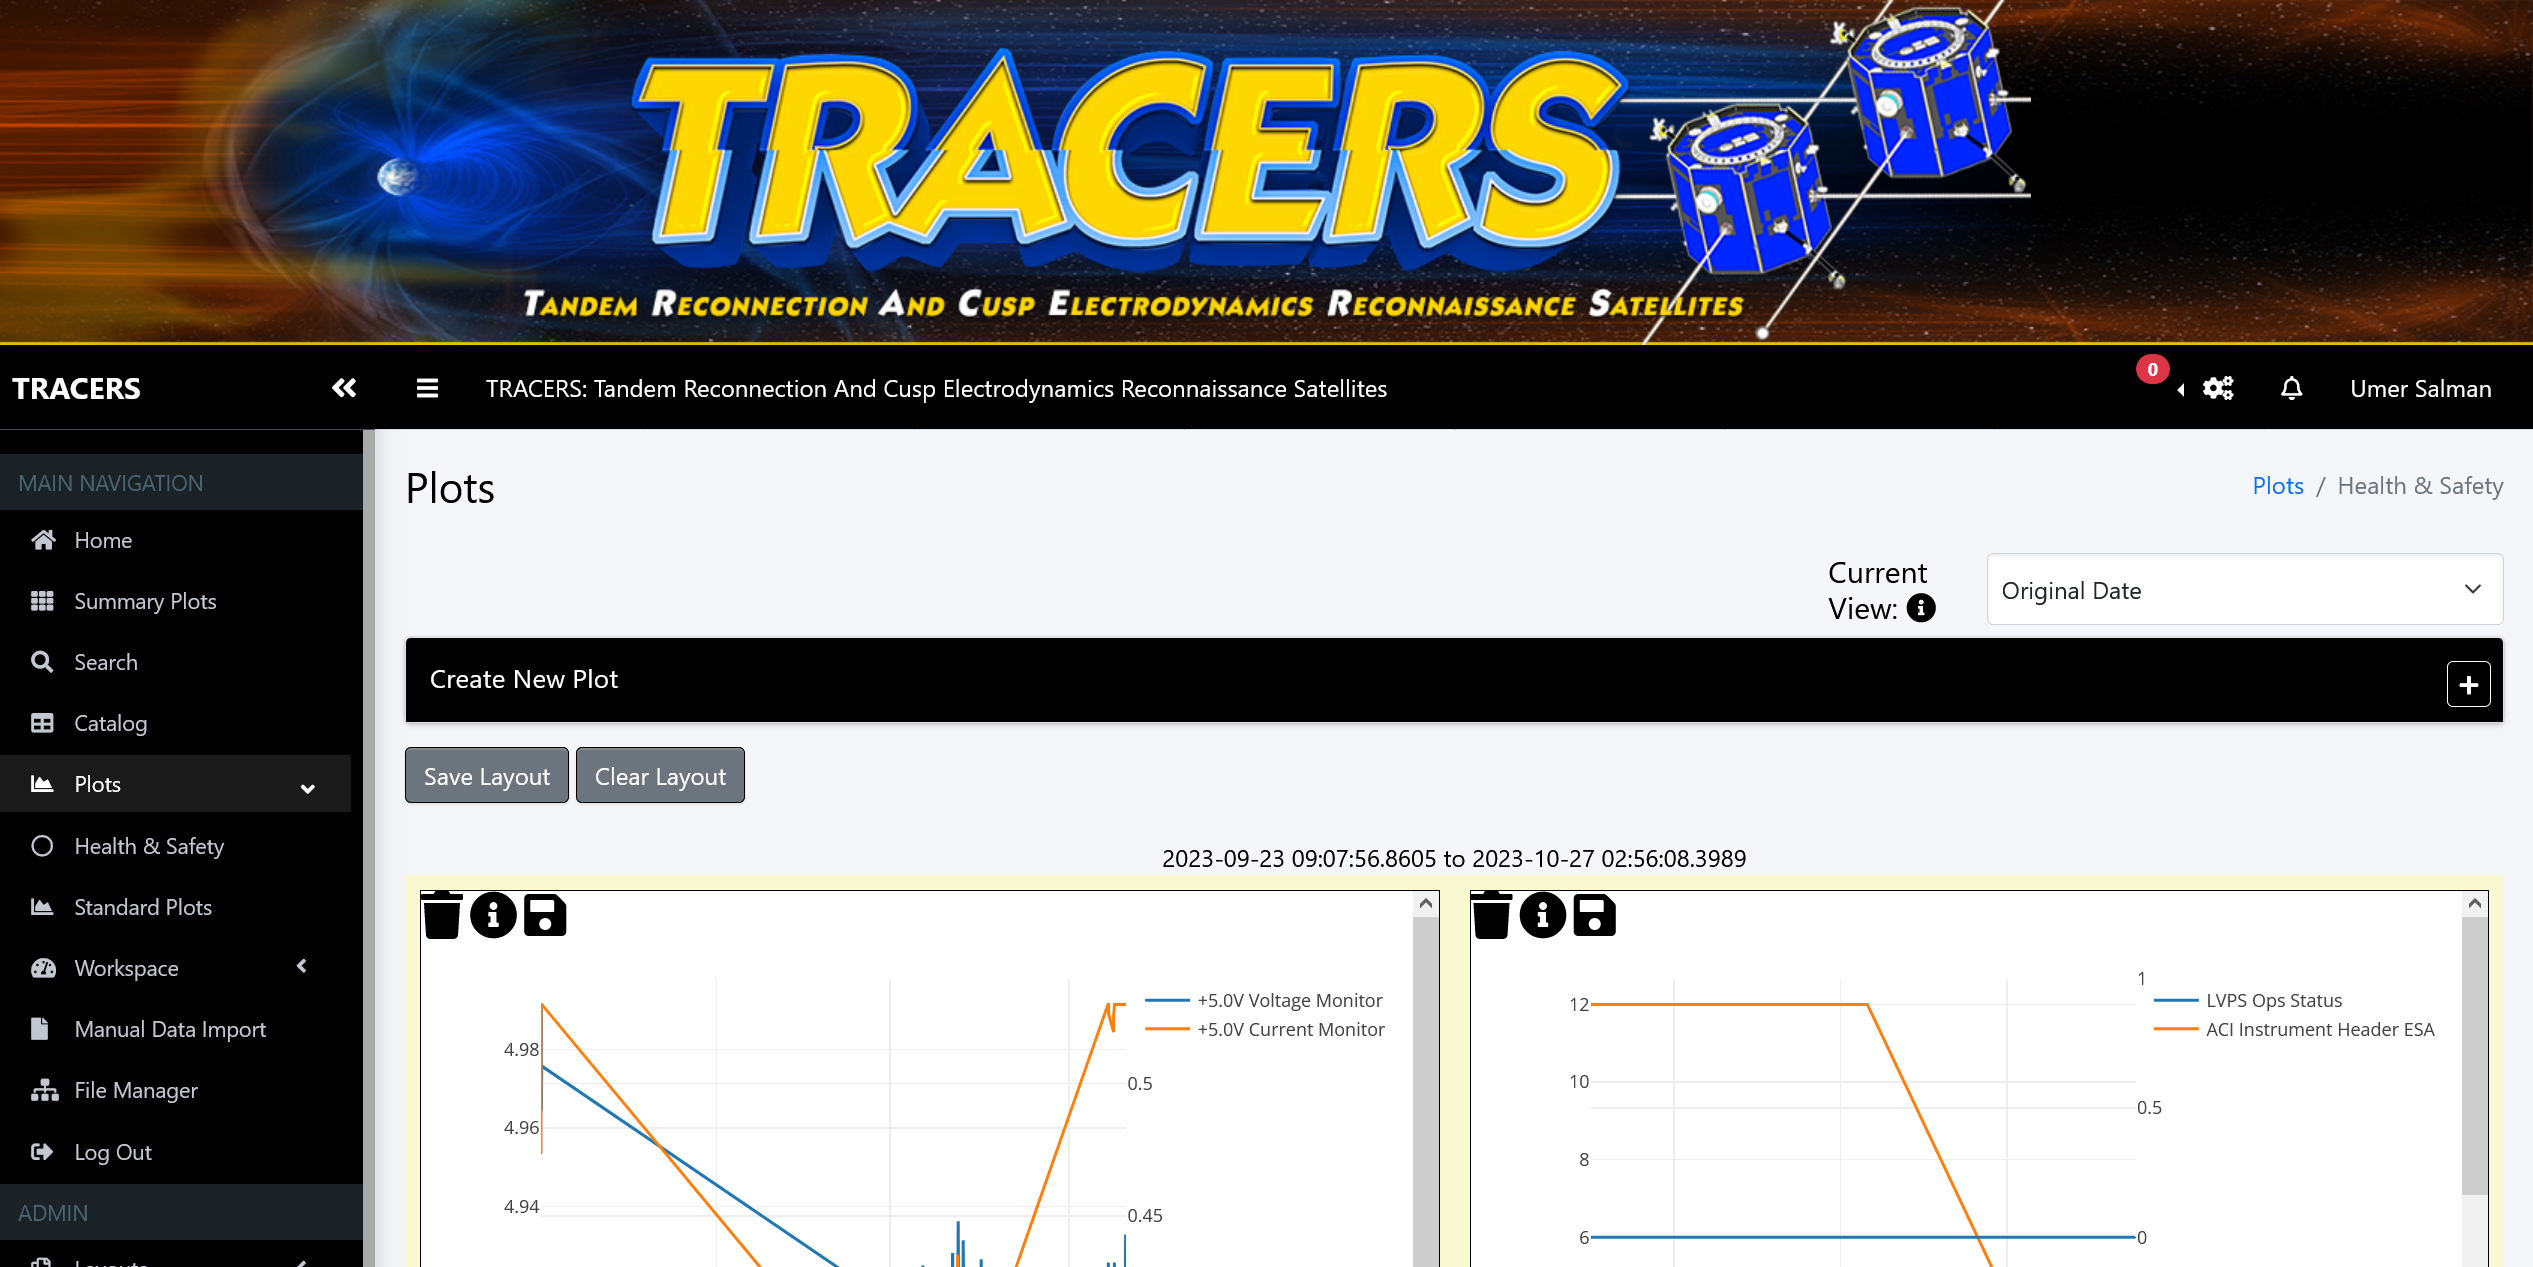 TRACERS
TANDEM RECONNECTION AND CUSP ELECTRODYNAMICS RECONNAISSANCE SATELLITES
TRACERS
TRACERS: Tandem Reconnection And Cusp Electrodynamics Reconnaissance Satellites
0
Umer Salman
MAIN NAVIGATION
Home
Summary Plots
Search
Catalog
Plots
Health & Safety
Standard Plots
Workspace
Manual Data Import
File Manager
Log Out
ADMIN
Plots
Plots / Health & Safety
Current View:
Original Date
Create New Plot
Save Layout
Clear Layout
2023-09-23 09:07:56.8605 to 2023-10-27 02:56:08.3989
+5.0V Voltage Monitor
+5.0V Current Monitor
4.98
4.96
4.94
0.5
0.45
LVPS Ops Status
ACI Instrument Header ESA
12
10
8
6
1
0.5
0